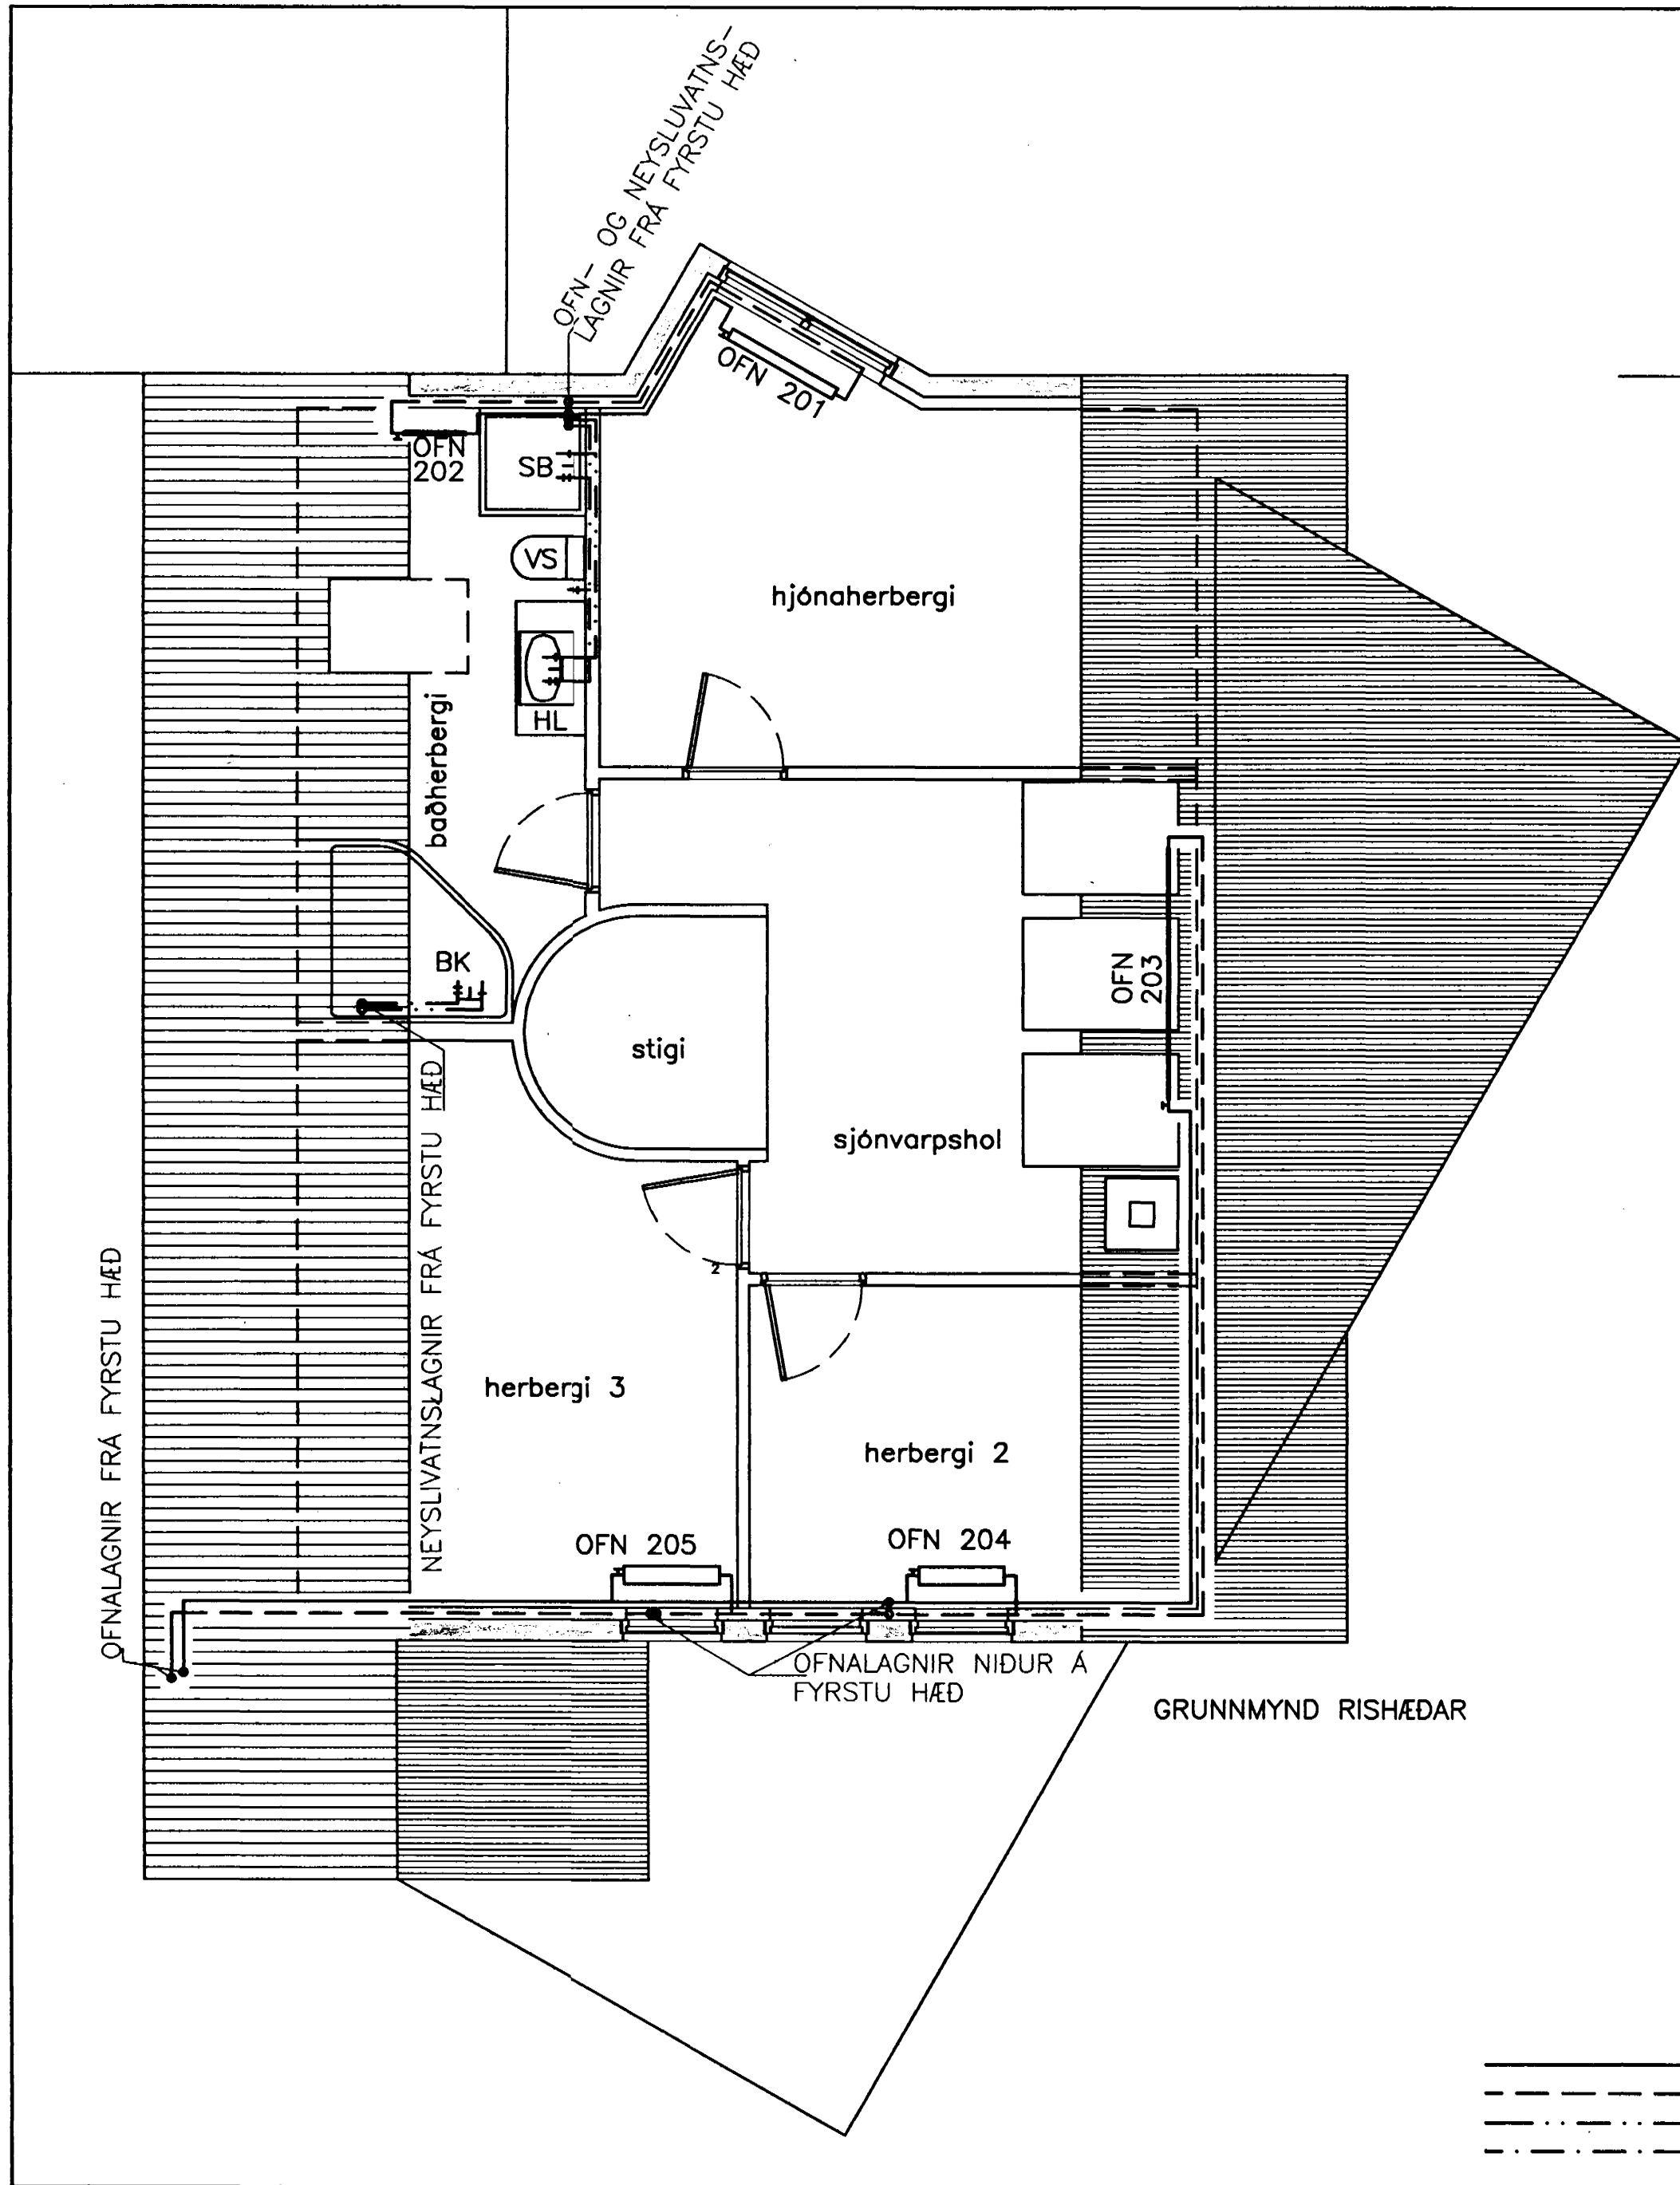 OFN- OG NEYSLUVATNS-
LAGNIR FRÁ FYRSTU HÆÐ
OFN 201
OFN
202
SB
VS
HL
hjónaherbergi
baðherbergi
BK
OFN
203
stigi
sjónvarpshol
NEYSLIVATNSLAGNIR FRÁ FYRSTU HÆÐ
OFNALAGNIR FRÁ FYRSTU HÆÐ
2
herbergi 3
herbergi 2
OFN 205
OFN 204
OFNALAGNIR NIÐUR Á
FYRSTU HÆÐ
GRUNNMYND RISHÆÐAR